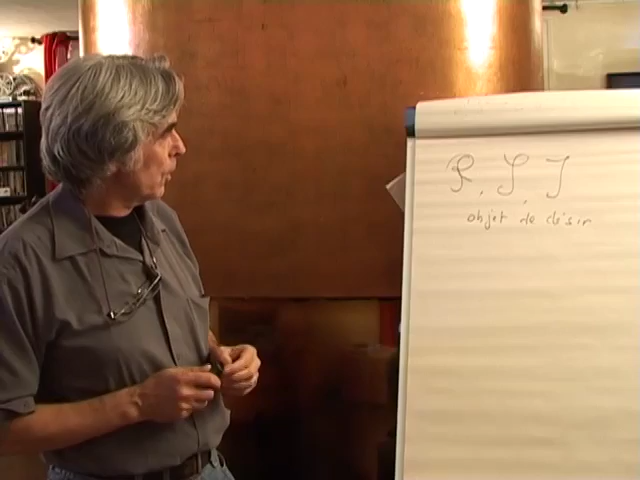 R, S, I
objet de désir